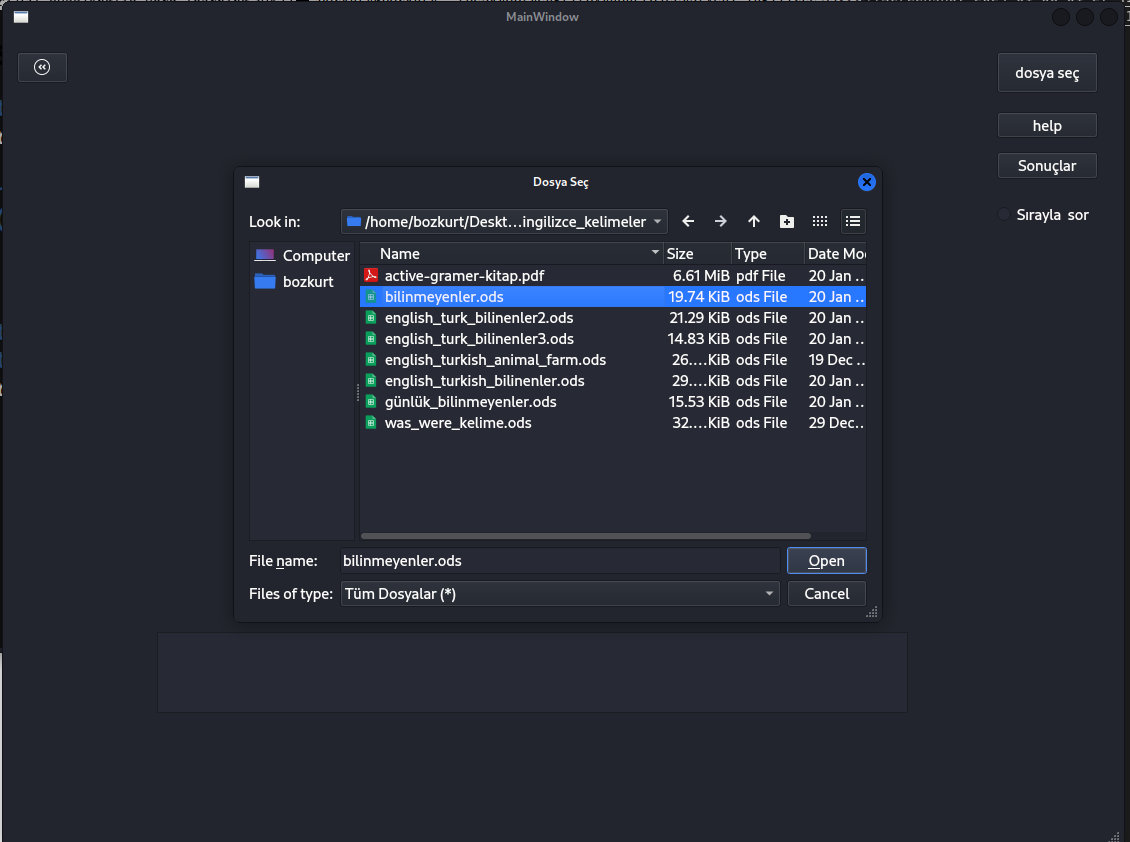 MainWindow
dosya seç
help
Sonuçlar
Sırayla sor
Dosya Seç
Look in: /home/bozkurt/Deskt...ingilizce_kelimeler
Computer
bozkurt
Name Size Type Date Mo
active-gramer-kitap.pdf 6.61 MiB pdf File 20 Jan ...
bilinmeyenler.ods 19.74 KiB ods File 20 Jan ...
english_turk_bilinenler2.ods 21.29 KiB ods File 20 Jan ...
english_turk_bilinenler3.ods 14.83 KiB ods File 20 Jan ...
english_turkish_animal_farm.ods 26....KiB ods File 19 Dec ...
english_turkish_bilinenler.ods 29....KiB ods File 20 Jan ...
günlük_bilinmeyenler.ods 15.53 KiB ods File 20 Jan ...
was_were_kelime.ods 32....KiB ods File 29 Dec...
File name: bilinmeyenler.ods Open
Files of type: Tüm Dosyalar (*) Cancel